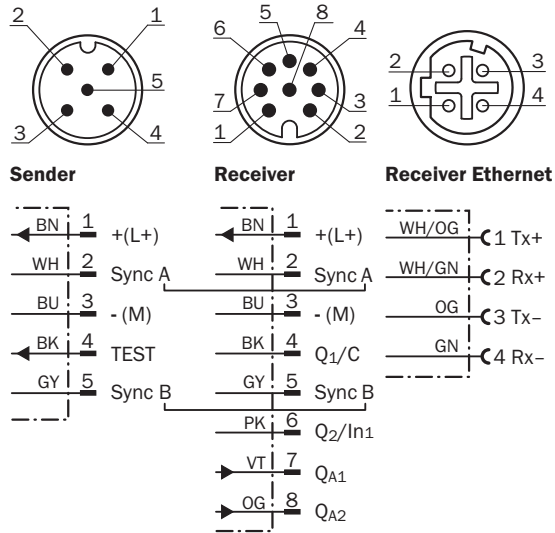 2 1 5 3 4
5 8 6 4 7 3 1 2
2 3 1 4
Sender Receiver Receiver Ethernet
BN 1 +(L+)
WH 2 Sync A
BU 3 - (M)
BK 4 TEST
GY 5 Sync B
BN 1 +(L+)
WH 2 Sync A
BU 3 - (M)
BK 4 Q1/C
GY 5 Sync B
PK 6 Q2/In1
VT 7 QA1
OG 8 QA2
WH/OG 1 Tx+
WH/GN 2 Rx+
OG 3 Tx–
GN 4 Rx–